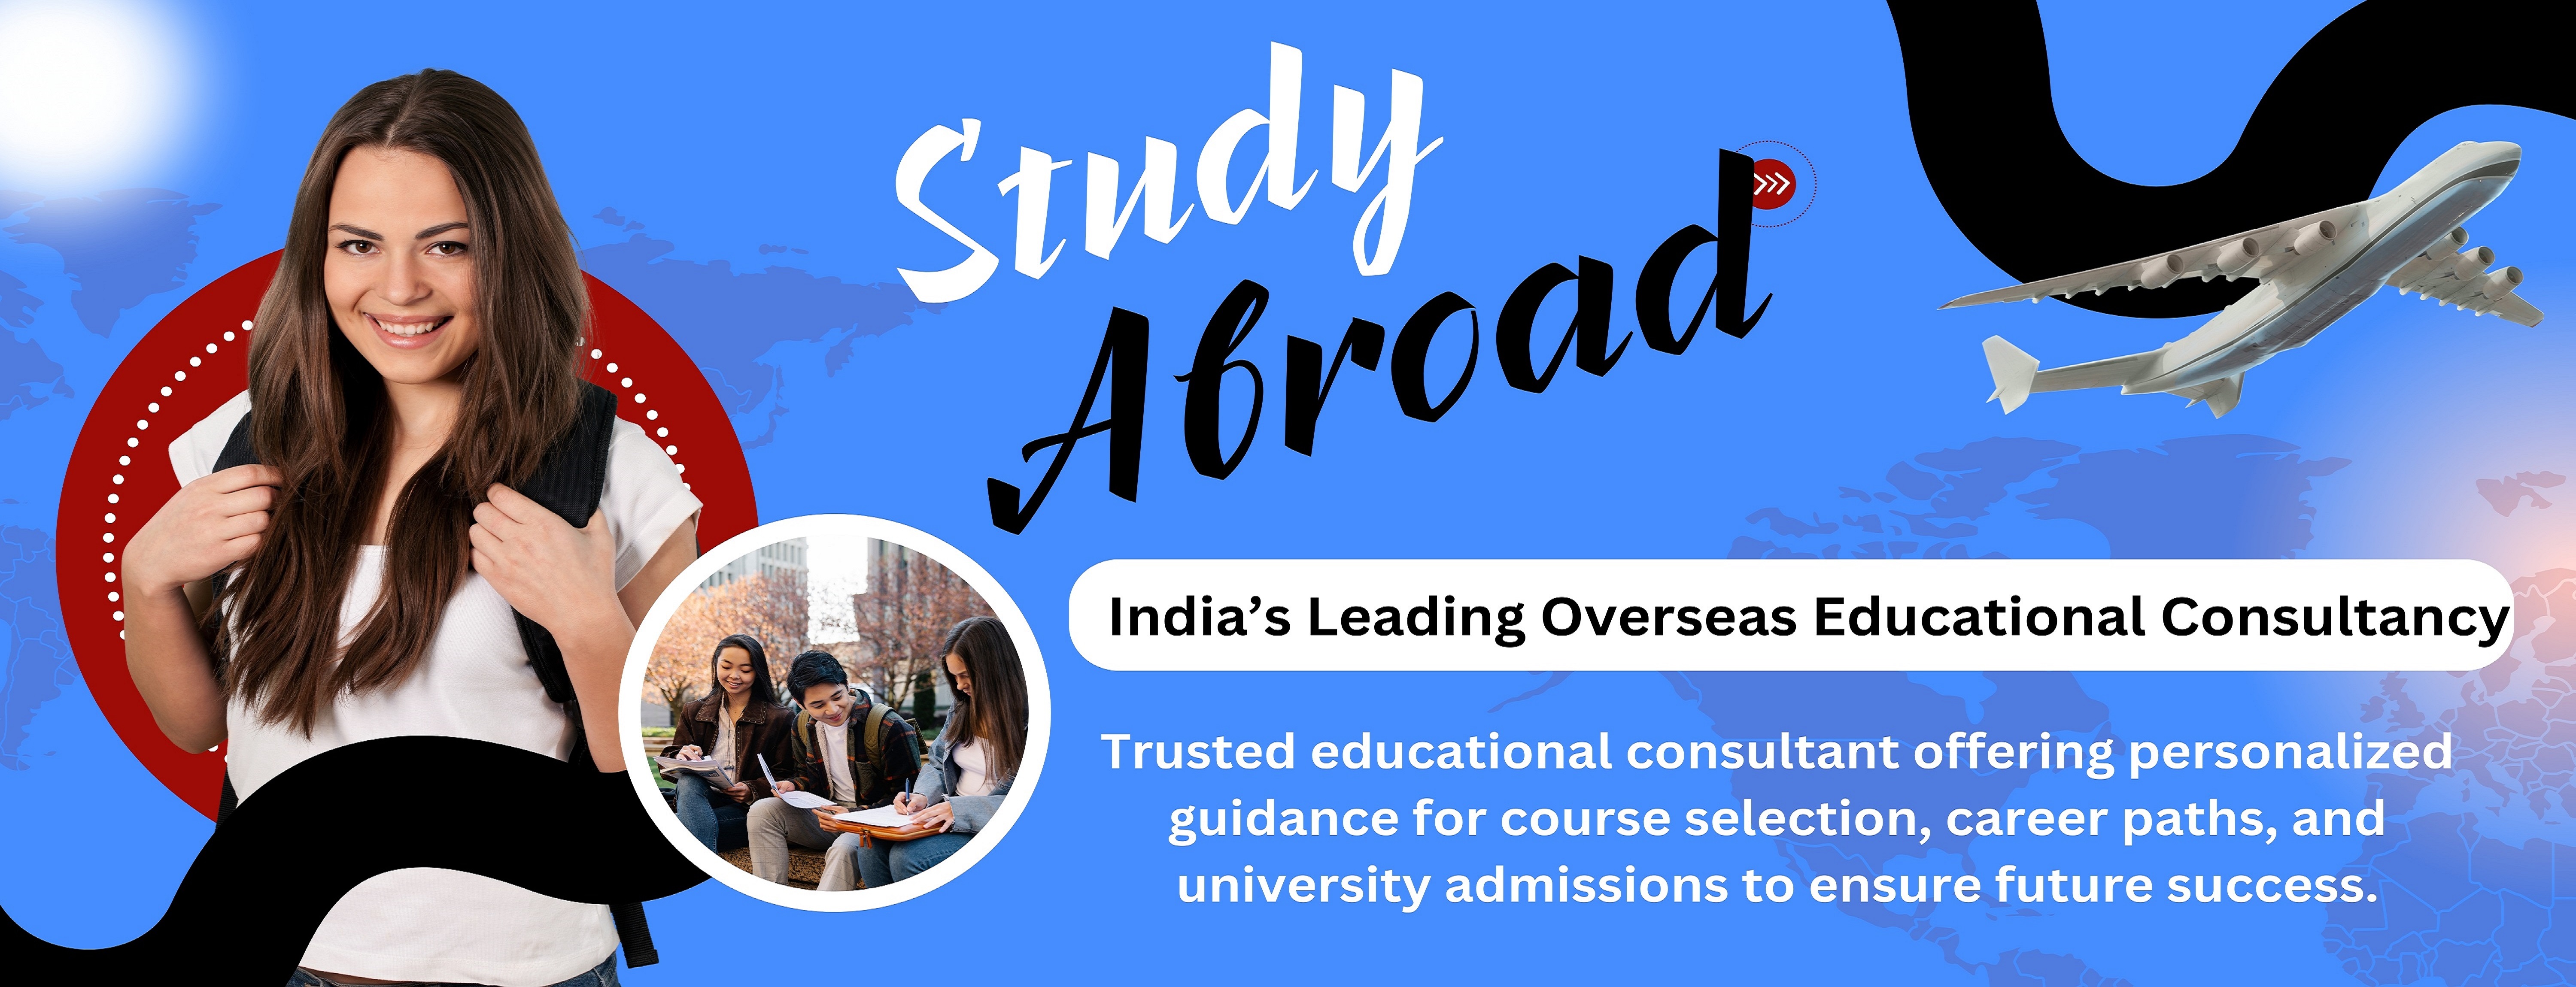 Study
Abroad
India’s Leading Overseas Educational Consultancy
Trusted educational consultant offering personalized
guidance for course selection, career paths, and
university admissions to ensure future success.